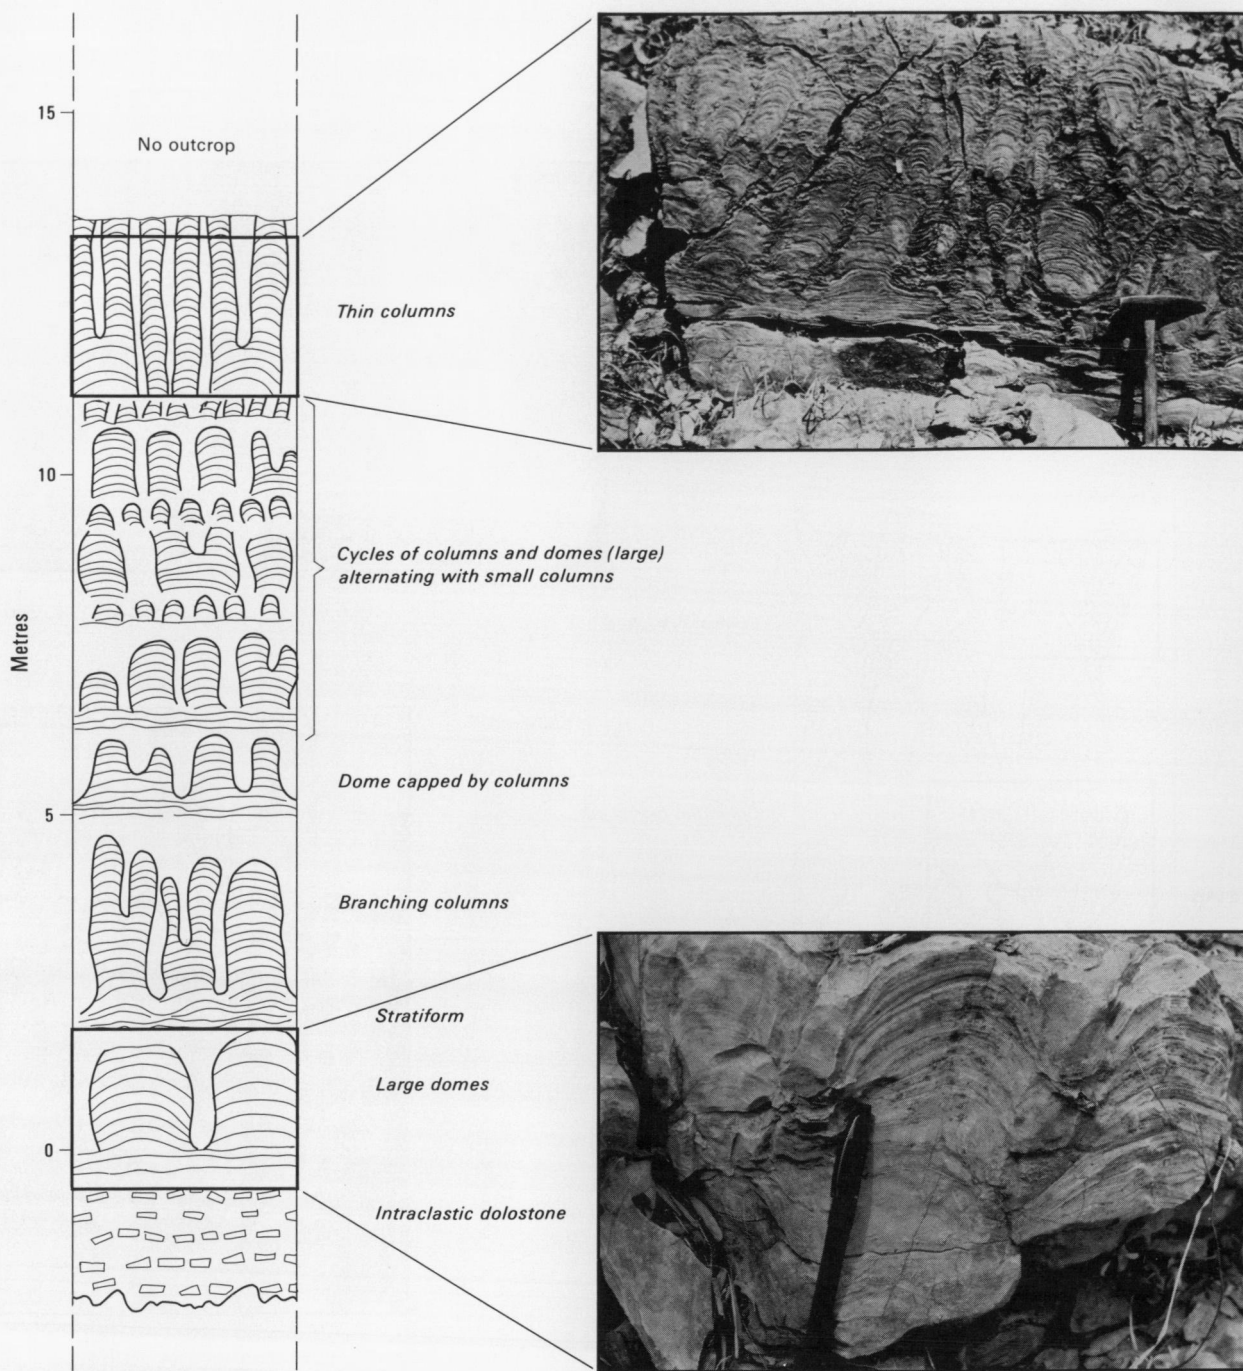 15
No outcrop
Thin columns
10
Cycles of columns and domes (large)
alternating with small columns
Metres
Dome capped by columns
5
Branching columns
Stratiform
Large domes
0
Intraclastic dolostone